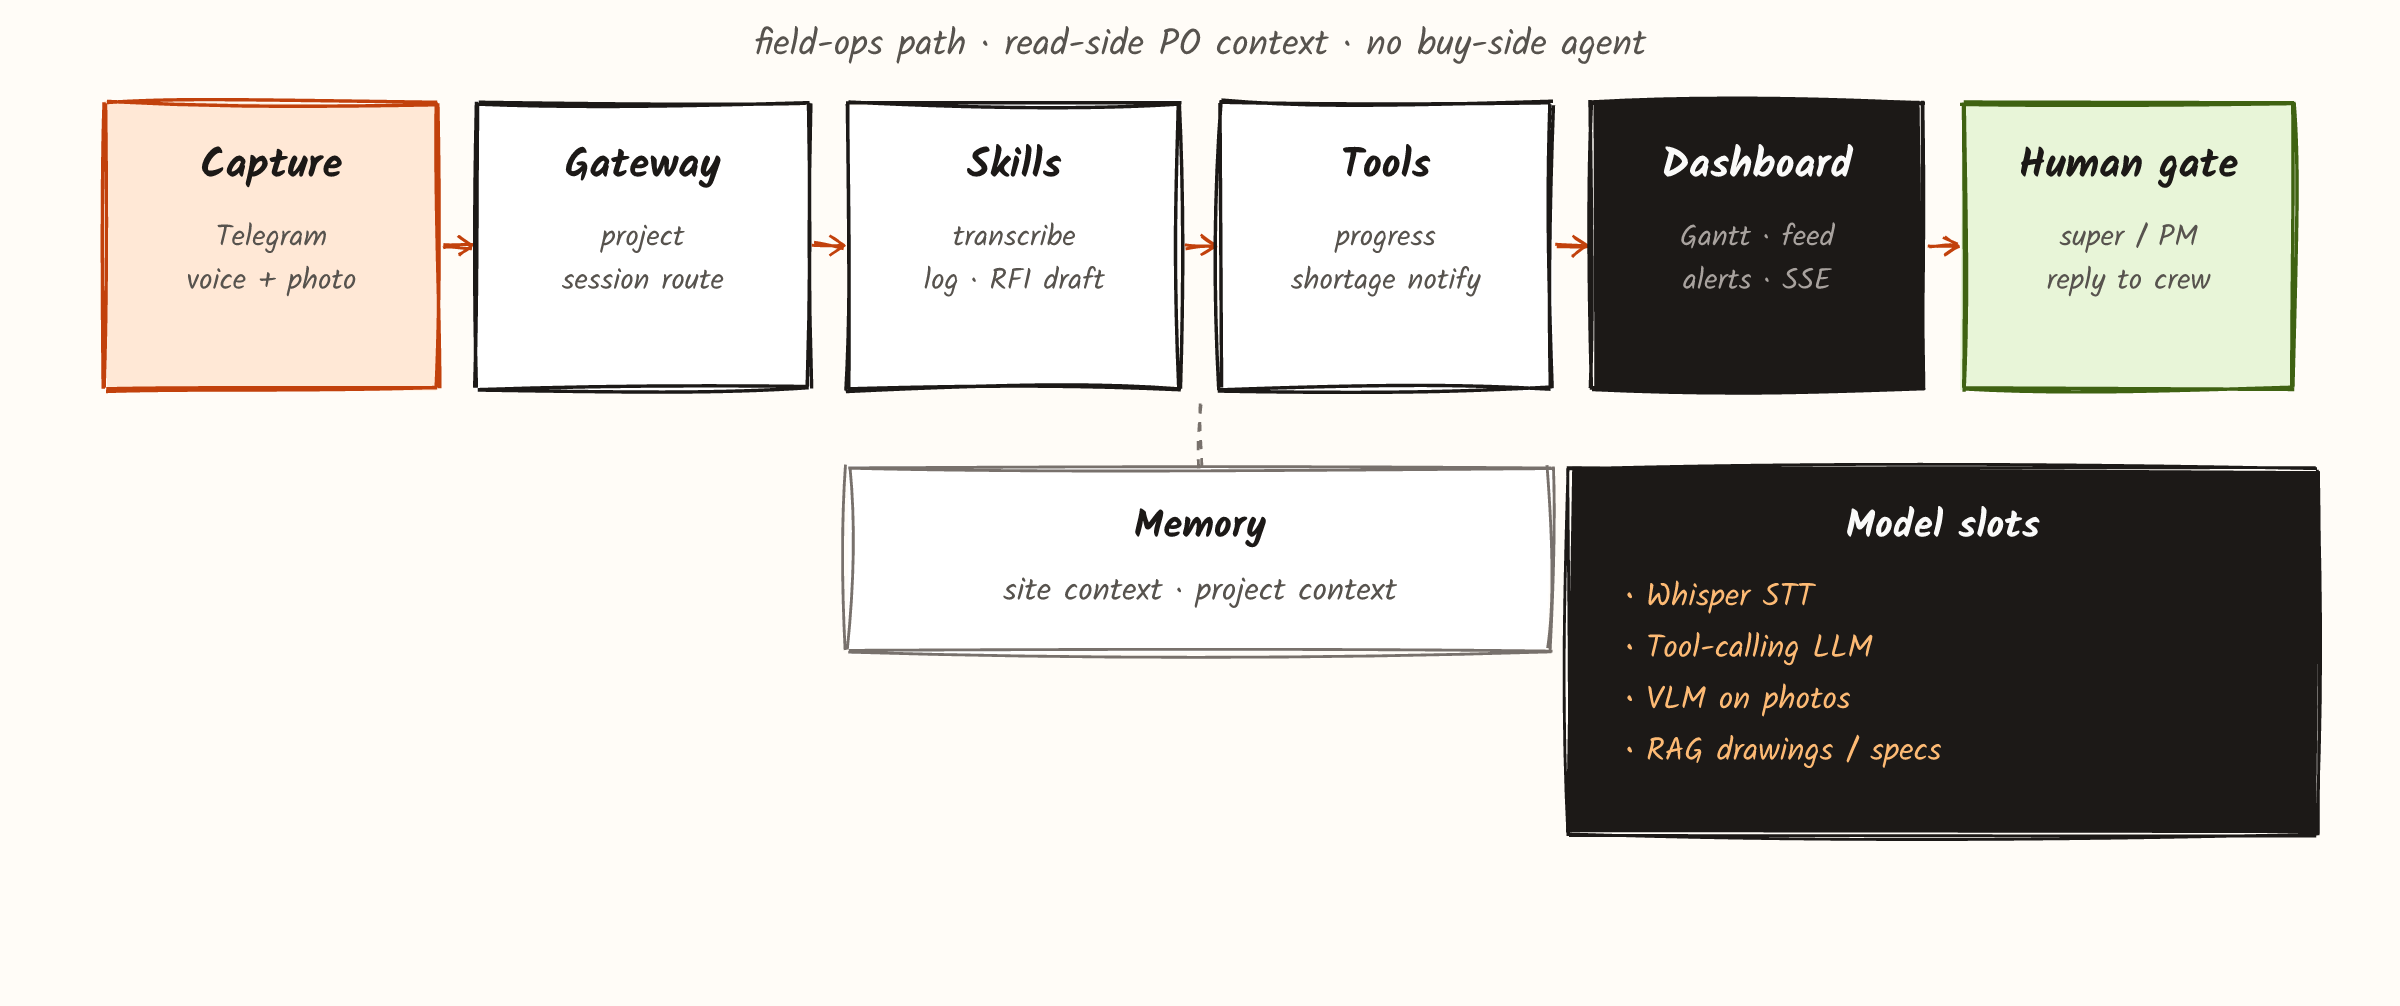 field-ops path · read-side PO context · no buy-side agent
Capture
Telegram
voice + photo
Gateway
project
session route
Skills
transcribe
log · RFI draft
Tools
progress
shortage notify
Dashboard
Gantt · feed
alerts · SSE
Human gate
super / PM
reply to crew
Memory
site context · project context
Model slots
· Whisper STT
· Tool-calling LLM
· VLM on photos
· RAG drawings / specs